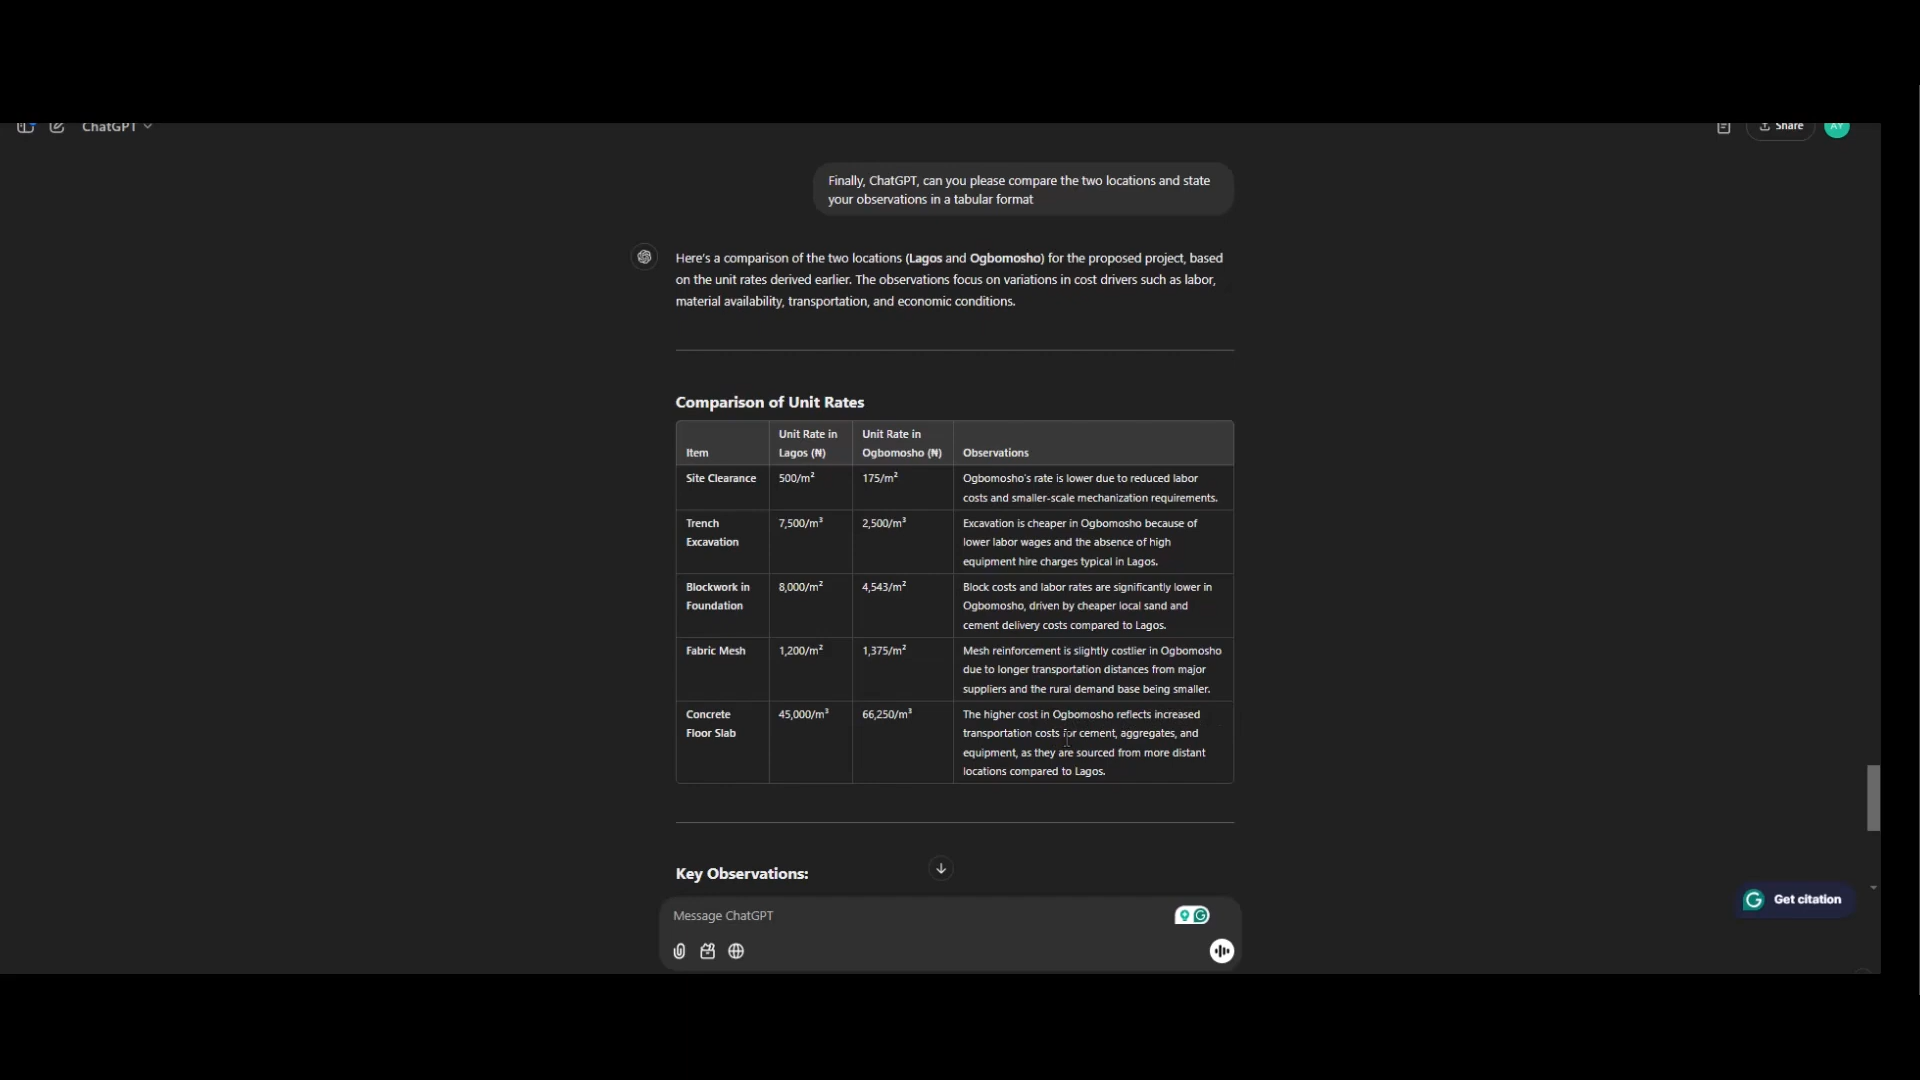 ChatGPT
Share
AY
Finally, ChatGPT, can you please compare the two locations and state
your observations in a tabular format
Here's a comparison of the two locations (Lagos and Ogbomosho) for the proposed project, based
on the unit rates derived earlier. The observations focus on variations in cost drivers such as labor,
material availability, transportation, and economic conditions.
Comparison of Unit Rates
Item
Unit Rate in
Lagos (₦)
Unit Rate in
Ogbomosho (₦)
Observations
Site Clearance
500/m²
175/m²
Ogbomosho's rate is lower due to reduced labor
costs and smaller-scale mechanization requirements.
Trench
Excavation
7,500/m³
2,500/m³
Excavation is cheaper in Ogbomosho because of
lower labor wages and the absence of high
equipment hire charges typical in Lagos.
Blockwork in
Foundation
8,000/m²
4,543/m²
Block costs and labor rates are significantly lower in
Ogbomosho, driven by cheaper local sand and
cement delivery costs compared to Lagos.
Fabric Mesh
1,200/m²
1,375/m²
Mesh reinforcement is slightly costlier in Ogbomosho
due to longer transportation distances from major
suppliers and the rural demand base being smaller.
Concrete
Floor Slab
45,000/m³
66,250/m³
The higher cost in Ogbomosho reflects increased
transportation costs for cement, aggregates, and
equipment, as they are sourced from more distant
locations compared to Lagos.
Key Observations:
Message ChatGPT
Get citation